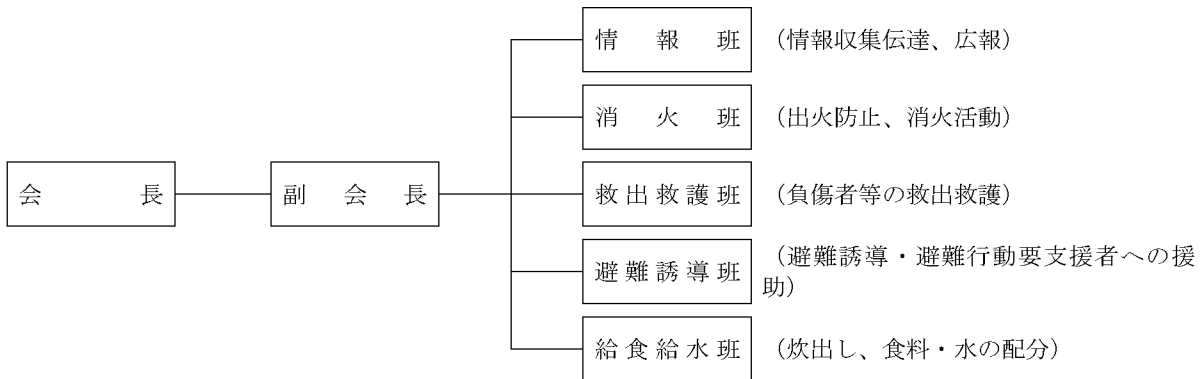 情報班 (情報収集伝達、広報)
消火班 (出火防止、消火活動)
会長 副会長 救出救護班 (負傷者等の救出救護)
避難誘導班 (避難誘導・避難行動要支援者への援
助)
給食給水班 (炊出し、食料・水の配分)